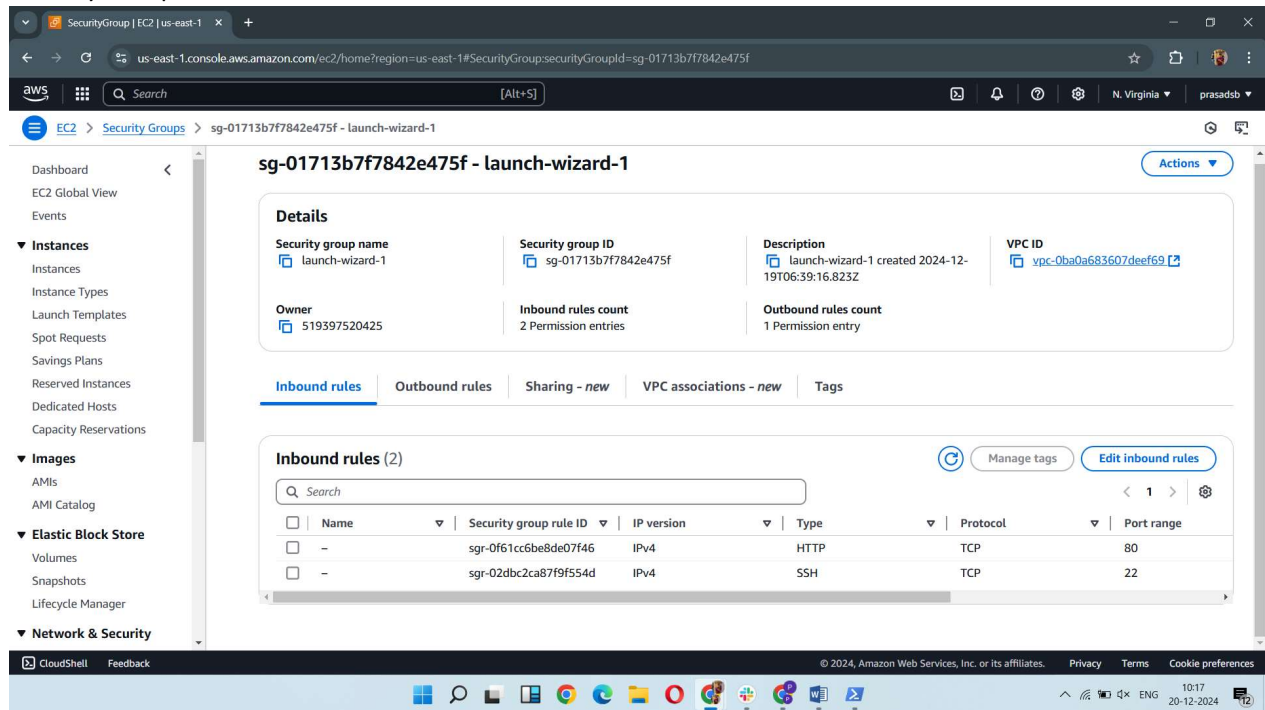 SecurityGroup | EC2 | us-east-1
us-east-1.console.aws.amazon.com/ec2/home?region=us-east-1#SecurityGroup:securityGroupId=sg-01713b7f7842e475f
aws Search [Alt+S] N. Virginia prasadsb
EC2 > Security Groups > sg-01713b7f7842e475f - launch-wizard-1
Dashboard
EC2 Global View
Events
Instances
Instances
Instance Types
Launch Templates
Spot Requests
Savings Plans
Reserved Instances
Dedicated Hosts
Capacity Reservations
Images
AMIs
AMI Catalog
Elastic Block Store
Volumes
Snapshots
Lifecycle Manager
Network & Security
sg-01713b7f7842e475f - launch-wizard-1 Actions
Details
Security group name
launch-wizard-1
Security group ID
sg-01713b7f7842e475f
Description
launch-wizard-1 created 2024-12-
19T06:39:16.823Z
VPC ID
vpc-0ba0a683607deef69
Owner
519397520425
Inbound rules count
2 Permission entries
Outbound rules count
1 Permission entry
Inbound rules Outbound rules Sharing - new VPC associations - new Tags
Inbound rules (2) Manage tags Edit inbound rules
Search 1
Name Security group rule ID IP version Type Protocol Port range
– sgr-0f61cc6be8de07f46 IPv4 HTTP TCP 80
– sgr-02dbc2ca87f9f554d IPv4 SSH TCP 22
CloudShell Feedback © 2024, Amazon Web Services, Inc. or its affiliates. Privacy Terms Cookie preferences
ENG 10:17
20-12-2024 12